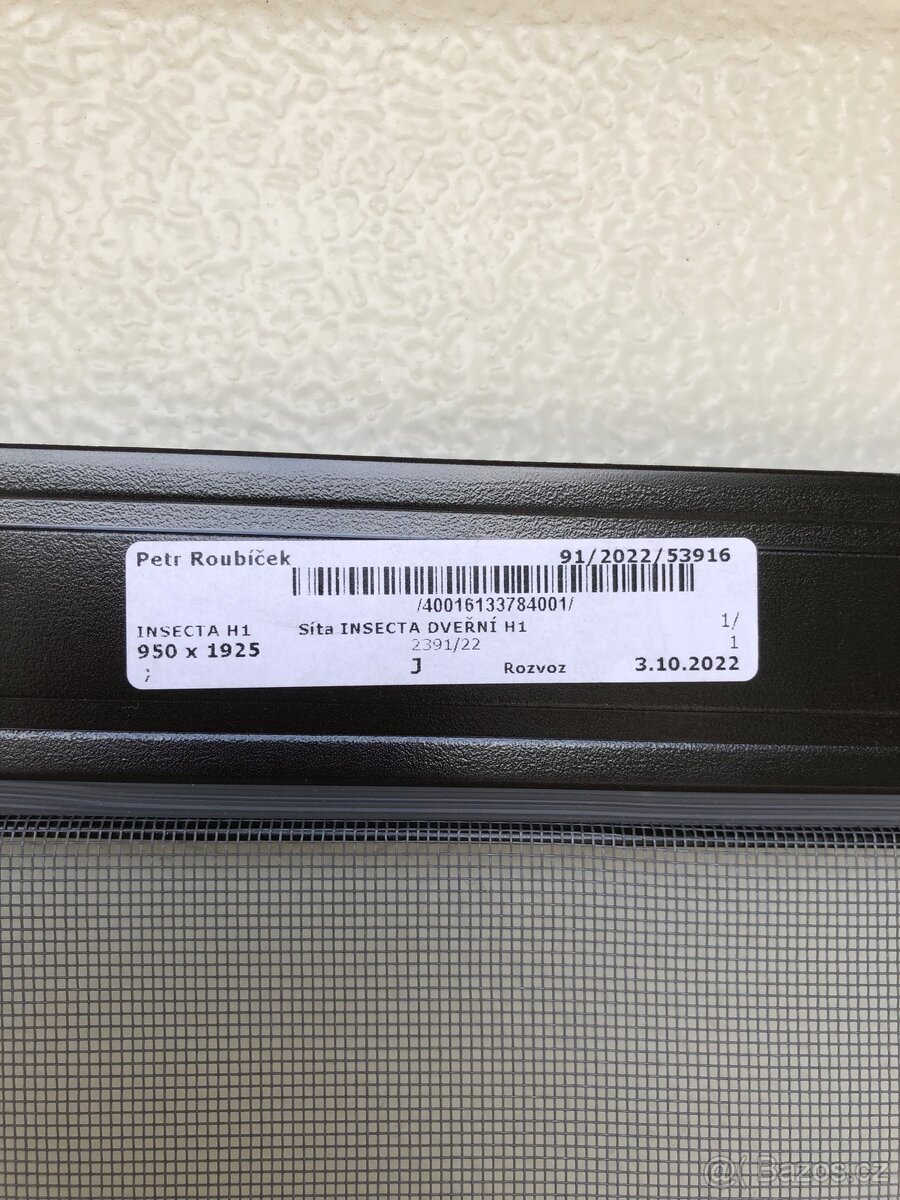 Petr Roubíček 91/2022/53916
/40016133784001/
INSECTA H1 Síta INSECTA DVEŘNÍ H1 1/
950 x 1925 2391/22 1
; J Rozvoz 3.10.2022
@( Bazos.cz